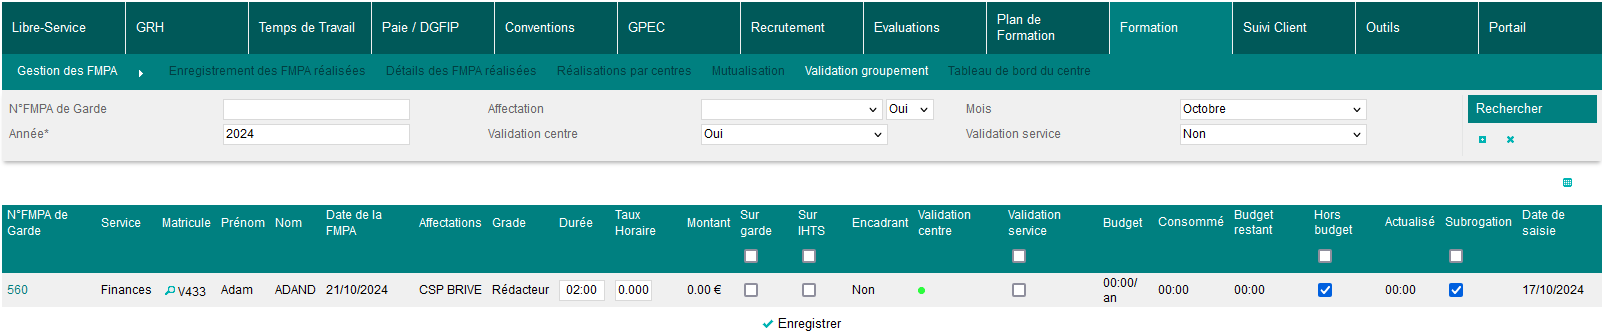 Libre-Service GRH Temps de Travail Paie / DGFIP Conventions GPEC Recrutement Evaluations Plan de Formation Formation Suivi Client Outils Portail
Gestion des FMPA Enregistrement des FMPA réalisées Détails des FMPA réalisées Réalisations par centres Mutualisation Validation groupement Tableau de bord du centre
N°FMPA de Garde Affectation Oui Mois Octobre Rechercher
Année* 2024 Validation centre Oui Validation service Non
N°FMPA de Garde Service Matricule Prénom Nom Date de la FMPA Affectations Grade Durée Taux Horaire Montant Sur garde Sur IHTS Encadrant Validation centre Validation service Budget Consommé Budget restant Hors budget Actualisé Subrogation Date de saisie
560 Finances V433 Adam ADAND 21/10/2024 CSP BRIVE Rédacteur 02:00 0.000 0.00 € Non 00:00/ an 00:00 00:00 00:00 17/10/2024
Enregistrer